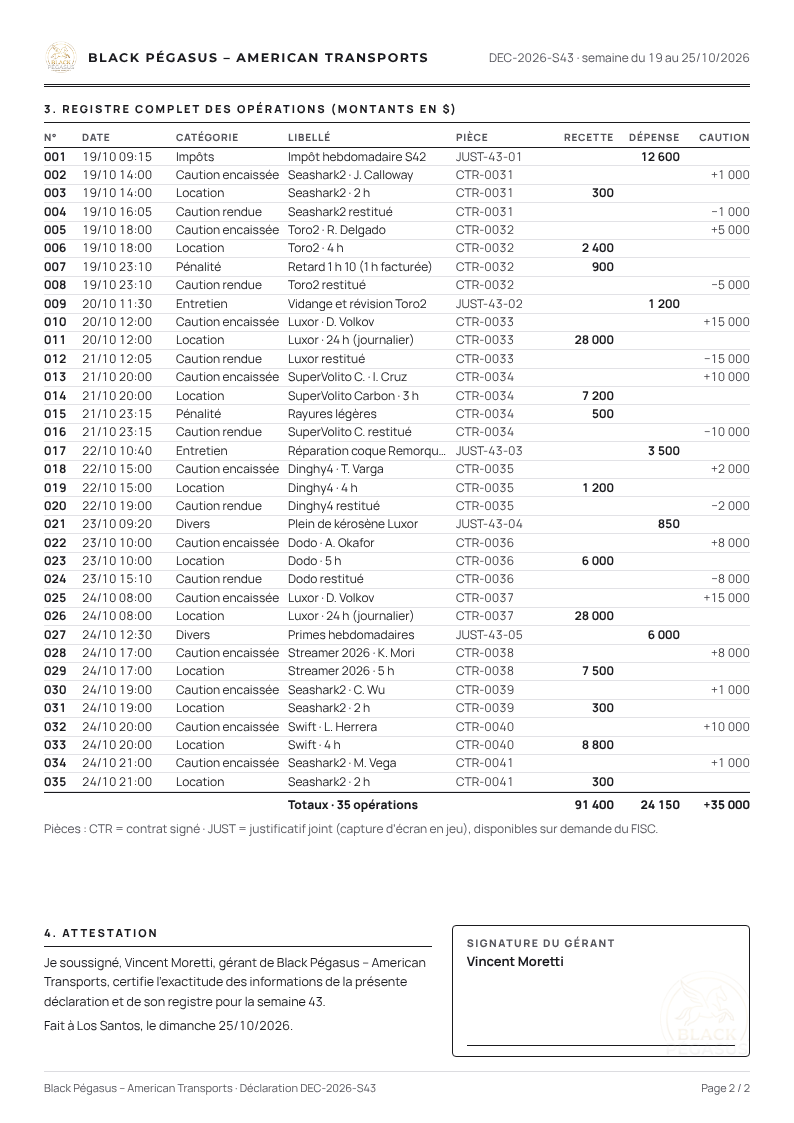 BLACK PÉGASUS – AMERICAN TRANSPORTS DEC-2026-S43 · semaine du 19 au 25/10/2026
3. REGISTRE COMPLET DES OPÉRATIONS (MONTANTS EN $)
N° DATE CATÉGORIE LIBELLÉ PIÈCE RECETTE DÉPENSE CAUTION
001 19/10 09:15 Impôts Impôt hebdomadaire S42 JUST-43-01 12 600
002 19/10 14:00 Caution encaissée Seashark2 · J. Calloway CTR-0031 +1 000
003 19/10 14:00 Location Seashark2 · 2 h CTR-0031 300
004 19/10 16:05 Caution rendue Seashark2 restitué CTR-0031 −1 000
005 19/10 18:00 Caution encaissée Toro2 · R. Delgado CTR-0032 +5 000
006 19/10 18:00 Location Toro2 · 4 h CTR-0032 2 400
007 19/10 23:10 Pénalité Retard 1 h 10 (1 h facturée) CTR-0032 900
008 19/10 23:10 Caution rendue Toro2 restitué CTR-0032 −5 000
009 20/10 11:30 Entretien Vidange et révision Toro2 JUST-43-02 1 200
010 20/10 12:00 Caution encaissée Luxor · D. Volkov CTR-0033 +15 000
011 20/10 12:00 Location Luxor · 24 h (journalier) CTR-0033 28 000
012 21/10 12:05 Caution rendue Luxor restitué CTR-0033 −15 000
013 21/10 20:00 Caution encaissée SuperVolito C. · I. Cruz CTR-0034 +10 000
014 21/10 20:00 Location SuperVolito Carbon · 3 h CTR-0034 7 200
015 21/10 23:15 Pénalité Rayures légères CTR-0034 500
016 21/10 23:15 Caution rendue SuperVolito C. restitué CTR-0034 −10 000
017 22/10 10:40 Entretien Réparation coque Remorqu… JUST-43-03 3 500
018 22/10 15:00 Caution encaissée Dinghy4 · T. Varga CTR-0035 +2 000
019 22/10 15:00 Location Dinghy4 · 4 h CTR-0035 1 200
020 22/10 19:00 Caution rendue Dinghy4 restitué CTR-0035 −2 000
021 23/10 09:20 Divers Plein de kérosène Luxor JUST-43-04 850
022 23/10 10:00 Caution encaissée Dodo · A. Okafor CTR-0036 +8 000
023 23/10 10:00 Location Dodo · 5 h CTR-0036 6 000
024 23/10 15:10 Caution rendue Dodo restitué CTR-0036 −8 000
025 24/10 08:00 Caution encaissée Luxor · D. Volkov CTR-0037 +15 000
026 24/10 08:00 Location Luxor · 24 h (journalier) CTR-0037 28 000
027 24/10 12:30 Divers Primes hebdomadaires JUST-43-05 6 000
028 24/10 17:00 Caution encaissée Streamer 2026 · K. Mori CTR-0038 +8 000
029 24/10 17:00 Location Streamer 2026 · 5 h CTR-0038 7 500
030 24/10 19:00 Caution encaissée Seashark2 · C. Wu CTR-0039 +1 000
031 24/10 19:00 Location Seashark2 · 2 h CTR-0039 300
032 24/10 20:00 Caution encaissée Swift · L. Herrera CTR-0040 +10 000
033 24/10 20:00 Location Swift · 4 h CTR-0040 8 800
034 24/10 21:00 Caution encaissée Seashark2 · M. Vega CTR-0041 +1 000
035 24/10 21:00 Location Seashark2 · 2 h CTR-0041 300
Totaux · 35 opérations 91 400 24 150 +35 000
Pièces : CTR = contrat signé · JUST = justificatif joint (capture d'écran en jeu), disponibles sur demande du FISC.
4. ATTESTATION
Je soussigné, Vincent Moretti, gérant de Black Pégasus – American
Transports, certifie l'exactitude des informations de la présente
déclaration et de son registre pour la semaine 43.
Fait à Los Santos, le dimanche 25/10/2026.
SIGNATURE DU GÉRANT
Vincent Moretti
BLACK
PEGASUS
Black Pégasus – American Transports · Déclaration DEC-2026-S43 Page 2 / 2